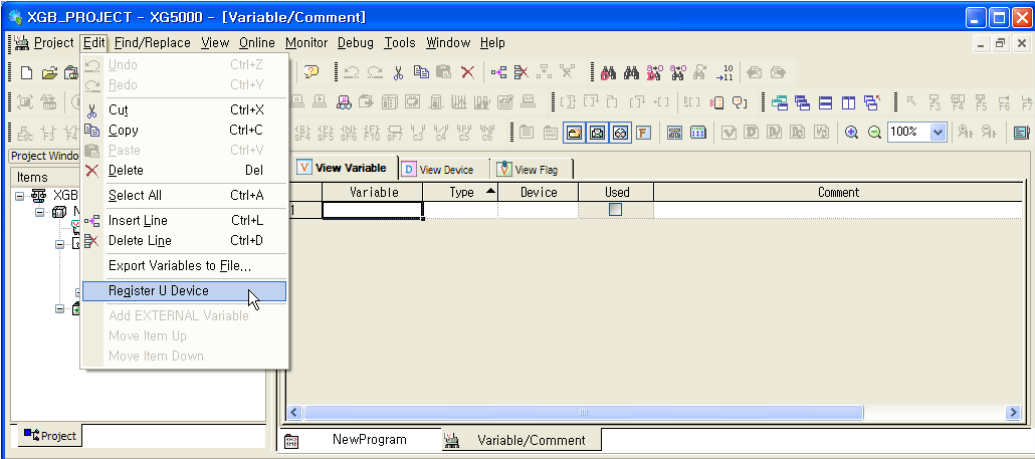 XGB_PROJECT - XG5000 - [Variable/Comment]
Project Edit Find/Replace View Online Monitor Debug Tools Window Help
Undo Ctrl+Z
Redo Ctrl+Y
Cut Ctrl+X
Copy Ctrl+C
100%
Paste Ctrl+V
Project Windo
Delete Del
View Variable View Device View Flag
Items
Variable Type Device Used Comment
XGB
Select All Ctrl+A
1
N
Insert Line Ctrl+L
Delete Line Ctrl+D
Export Variables to File...
Register U Device
Add EXTERNAL Variable
Move Item Up
Move Item Down
Project
NewProgram Variable/Comment